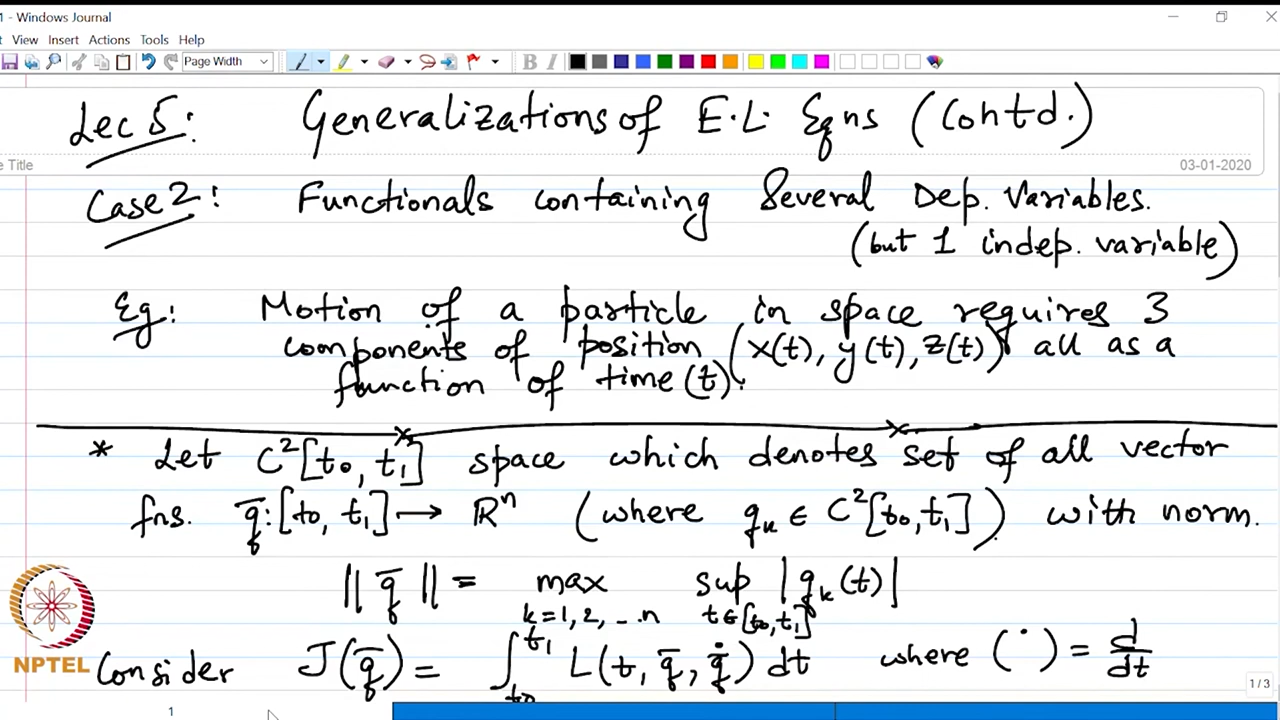 1 - Windows Journal
View Insert Actions Tools Help
Page Width
B I
Lec 5: Generalizations of E.L. Eqns (Contd.)
e Title
03-01-2020
Case 2: Functionals containing Several Dep. Variables.
(but 1 indep. variable)
Eg: Motion of a particle in space requires 3
components of position (x(t), y(t), z(t)) all as a
function of time (t).
* Let C²[t₀, t₁] space which denotes set of all vector
fns. q̅: [t₀, t₁] → ℝⁿ (where qₖ ∈ C²[t₀, t₁]) with norm.
‖ q̅ ‖ = max sup |qₖ(t)|
k=1,2,...n t∈[t₀,t₁]
Consider J(q̅) = ∫_{t₀}^{t₁} L(t, q̅, q̅̇) dt where (˙) = d/dt
NPTEL
1/3
1